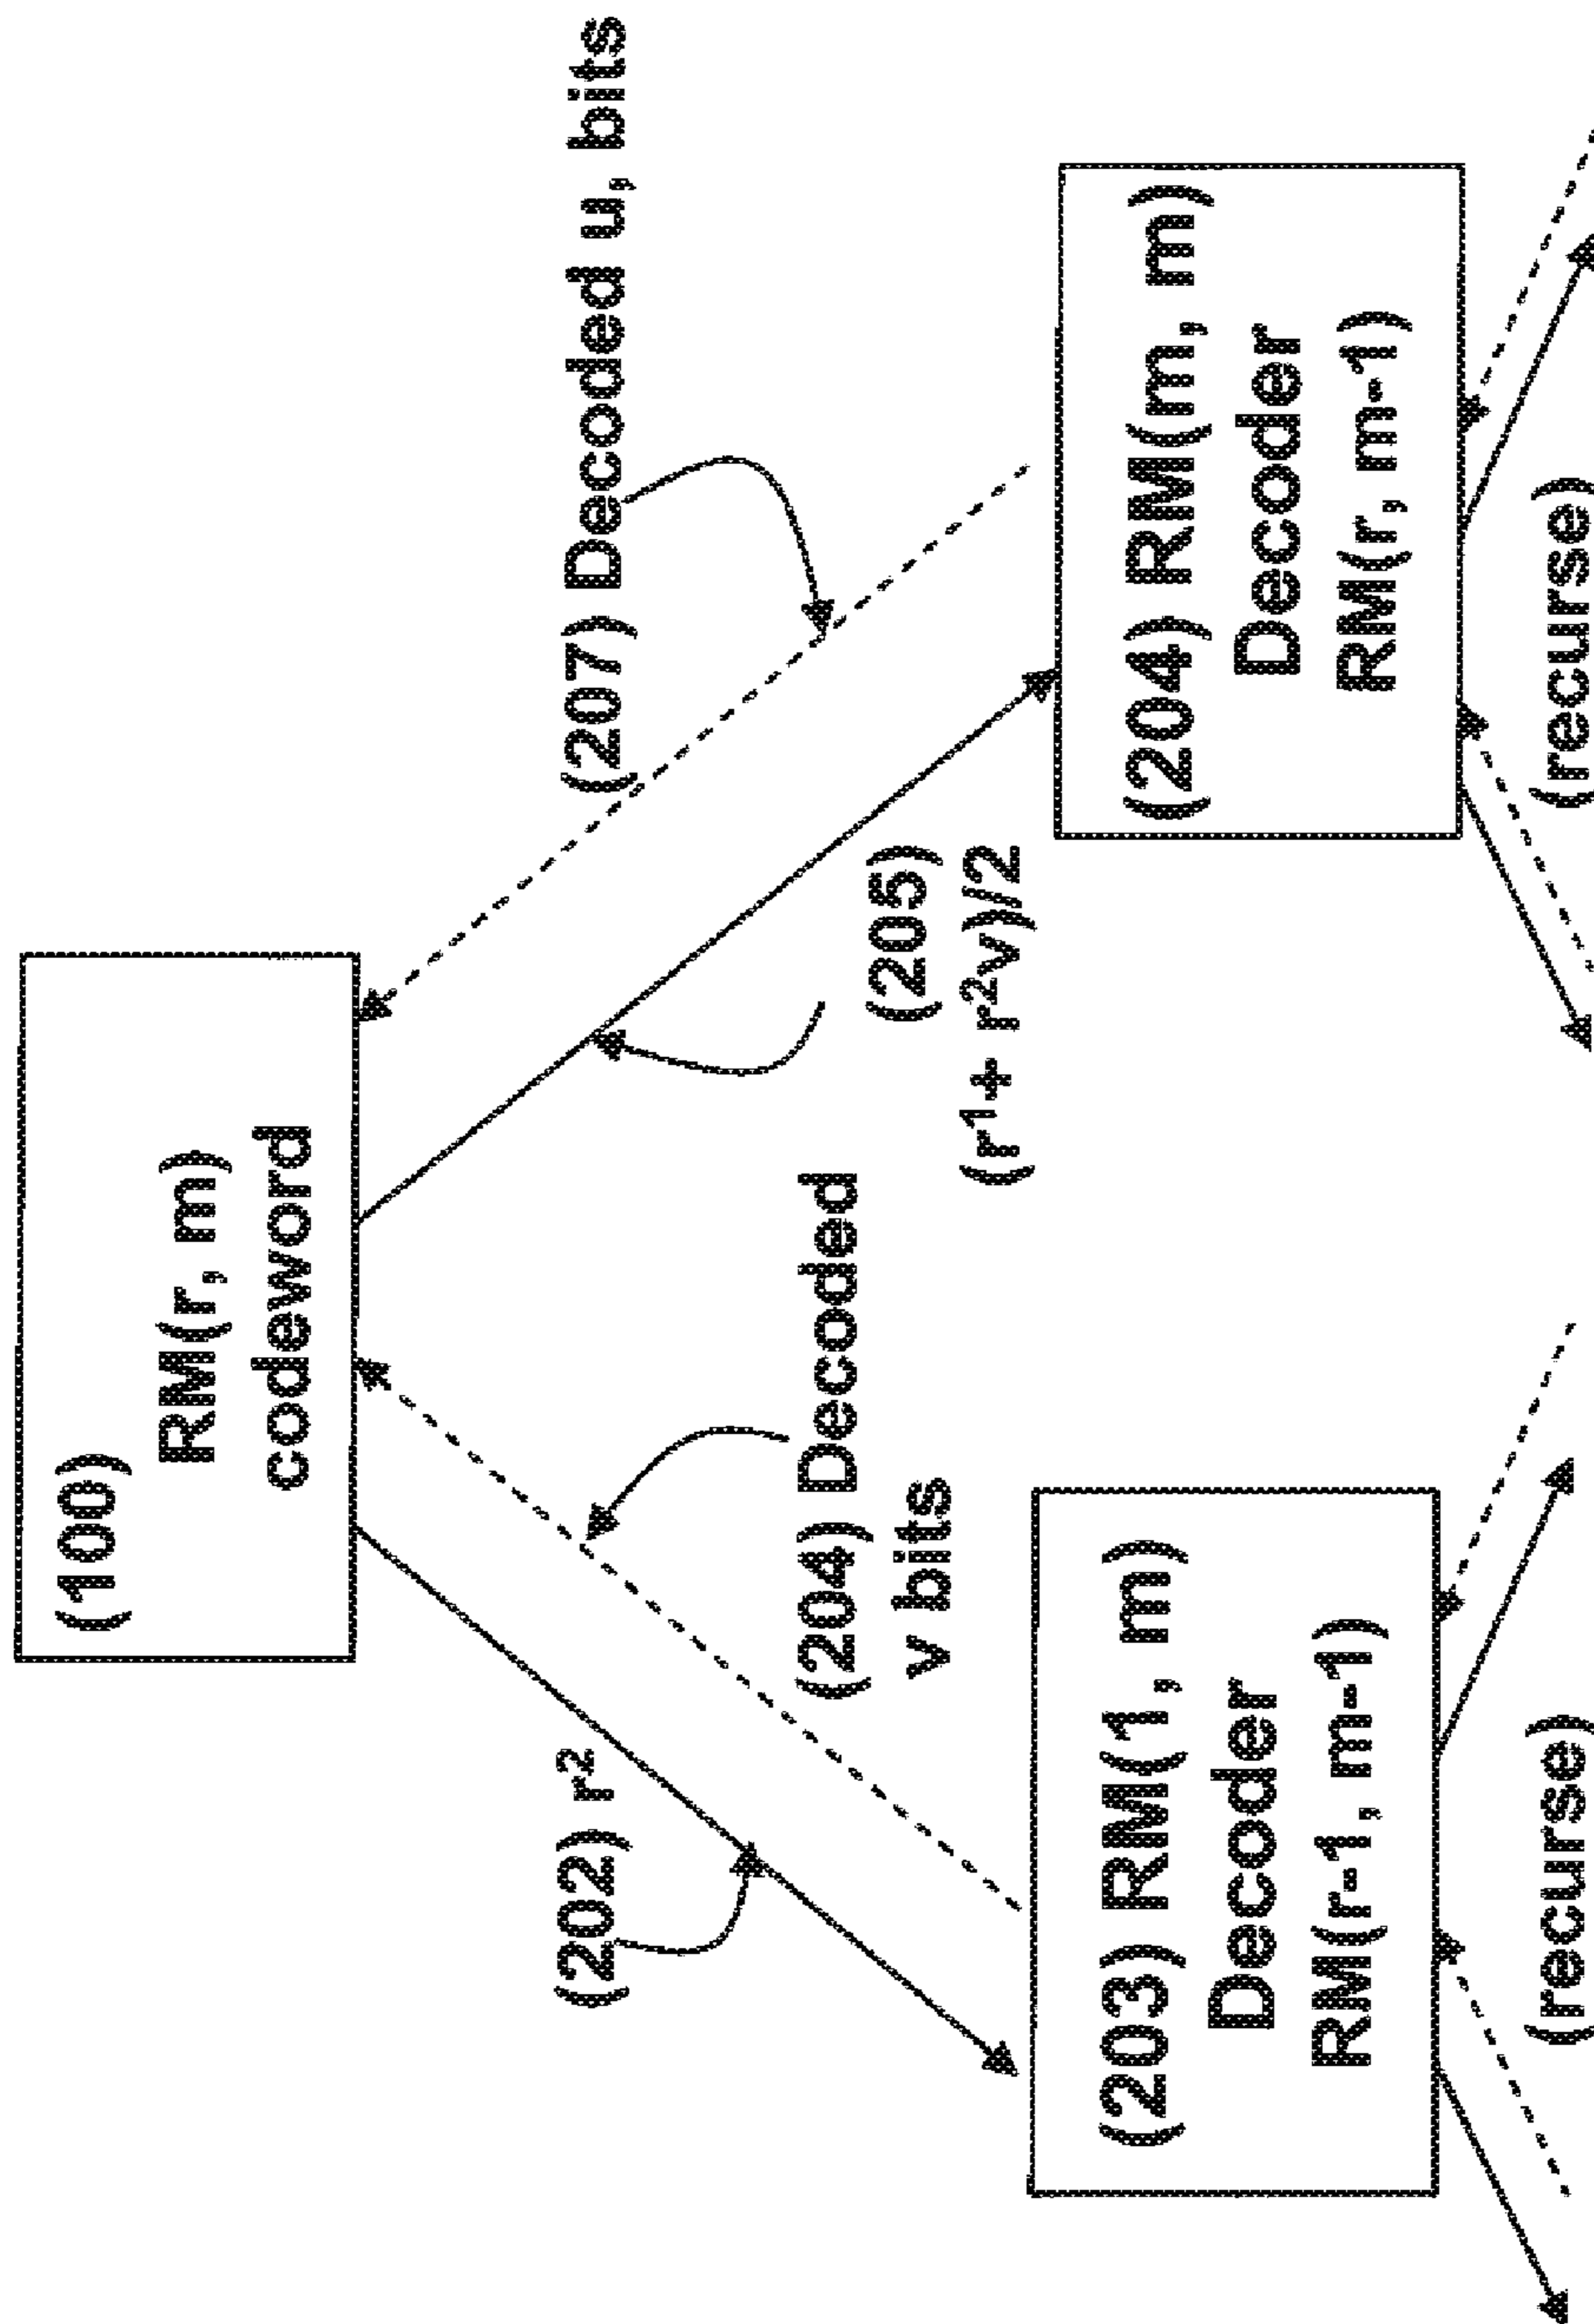 (100)
RM(r, m)
codeword
(202) r²
(204) Decoded
v bits
(205)
(r¹+ r²v)/2
(207) Decoded u, bits
(203) RM(1, m)
Decoder
RM(r-1, m-1)
(204) RM(m, m)
Decoder
RM(r, m-1)
(recurse)
(recurse)